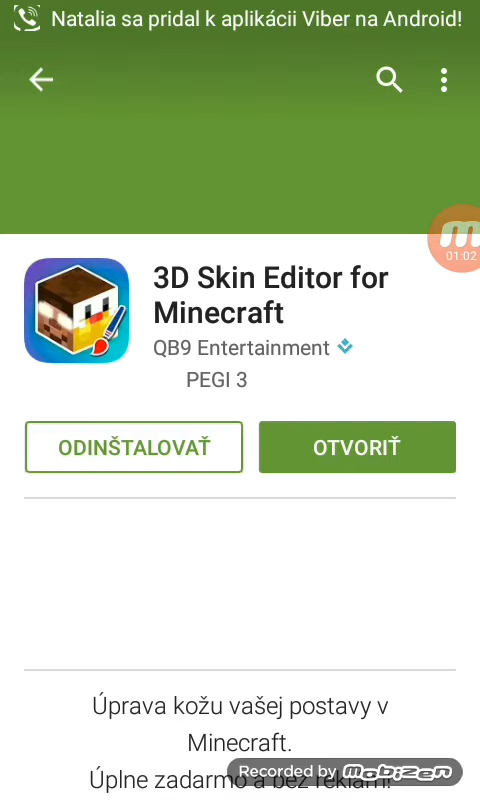 Natalia sa pridal k aplikácii Viber na Android!
01:02
3D Skin Editor for
Minecraft
QB9 Entertainment
PEGI 3
ODINŠTALOVAŤ
OTVORIŤ
Úprava kožu vašej postavy v
Minecraft.
Úplne zadarmo a bez reklám!
Recorded by mobizen